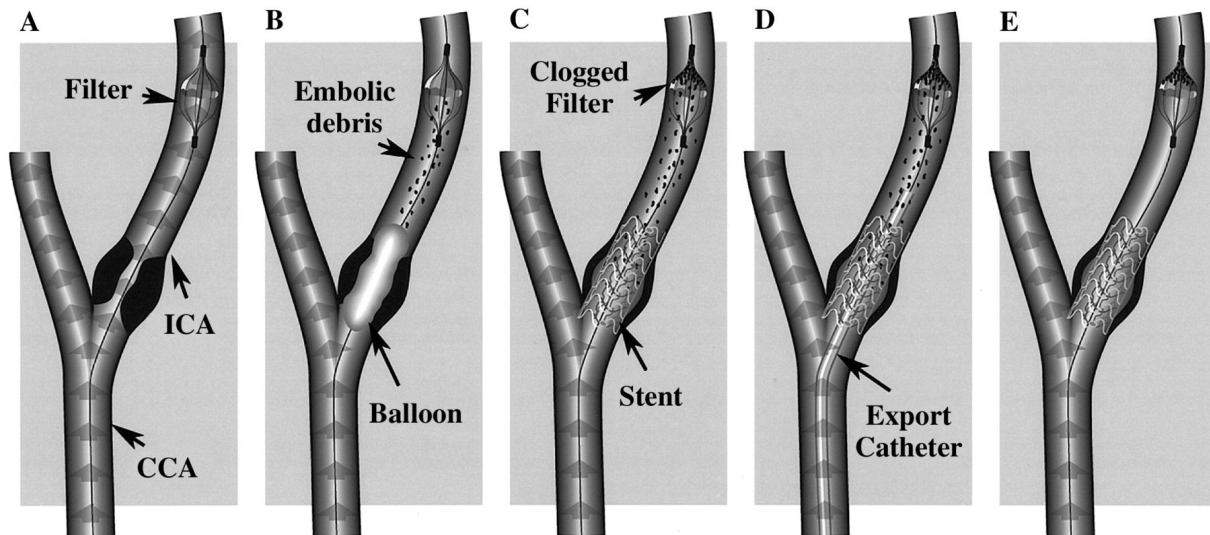 A
B
C
D
E
Filter
ICA
CCA
Embolic
debris
Balloon
Clogged
Filter
Stent
Export
Catheter